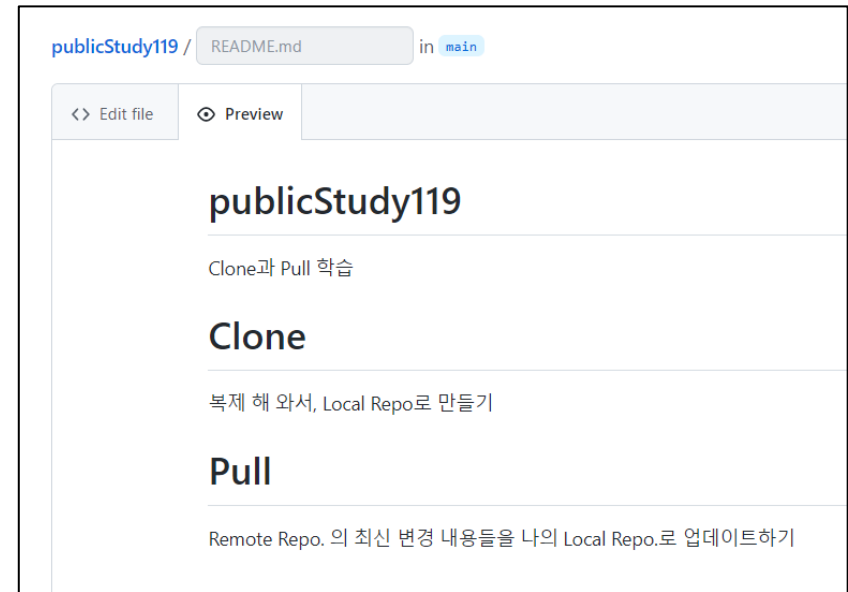 publicStudy119 / README.md in main
Edit file Preview
publicStudy119
Clone과 Pull 학습
Clone
복제 해 와서, Local Repo로 만들기
Pull
Remote Repo. 의 최신 변경 내용들을 나의 Local Repo.로 업데이트하기